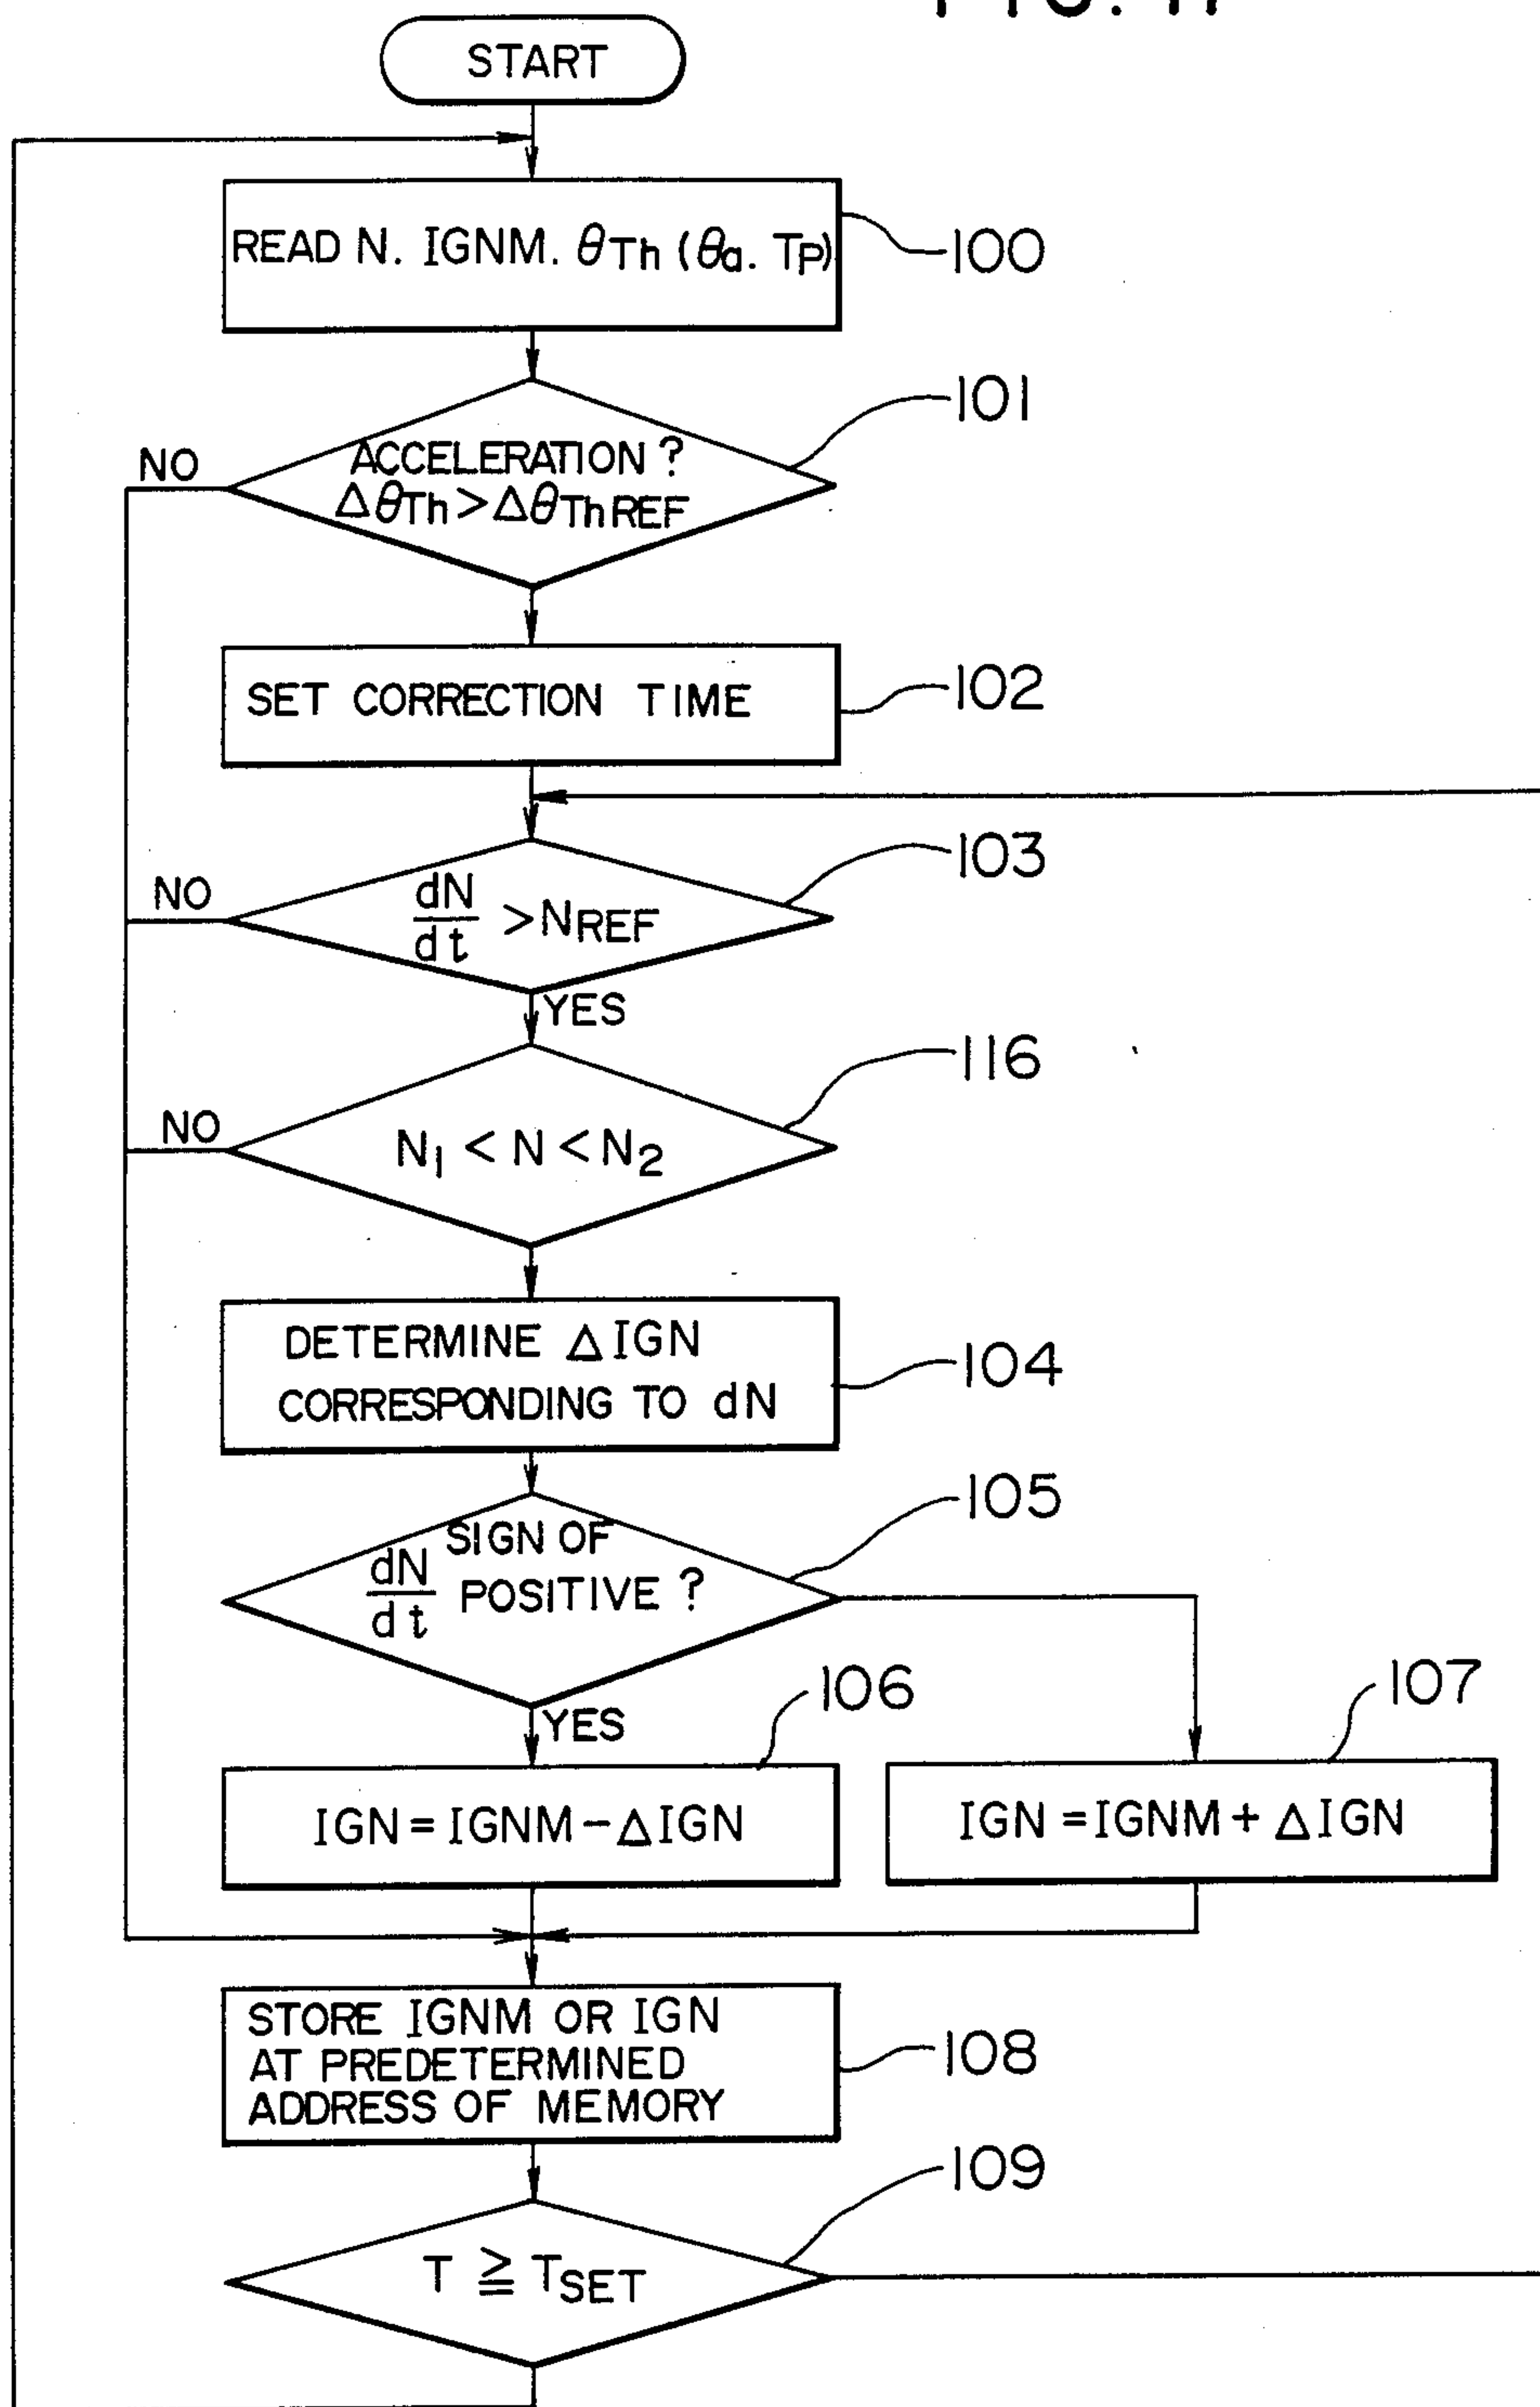 START
READ N. IGNM. θTh (θa. TP)
100
ACCELERATION ?
ΔθTh > ΔθThREF
101
NO
SET CORRECTION TIME
102
dN
dt
> NREF
103
NO
YES
N1 < N < N2
116
NO
DETERMINE ΔIGN
CORRESPONDING TO dN
104
SIGN OF
dN
dt
POSITIVE ?
105
YES
106
107
IGN = IGNM - ΔIGN
IGN = IGNM + ΔIGN
STORE IGNM OR IGN
AT PREDETERMINED
ADDRESS OF MEMORY
108
T ≧ TSET
109